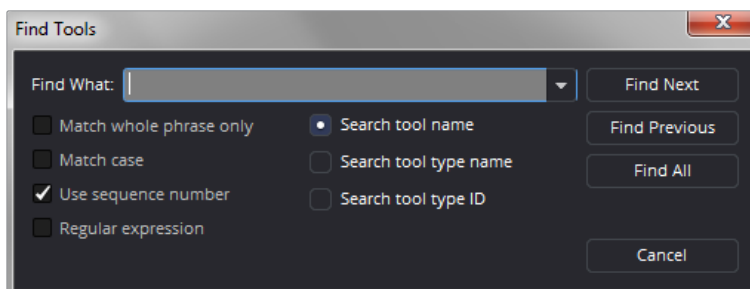 Find Tools
Find What:
Find Next
Match whole phrase only
Search tool name
Find Previous
Match case
Search tool type name
Find All
Use sequence number
Search tool type ID
Regular expression
Cancel